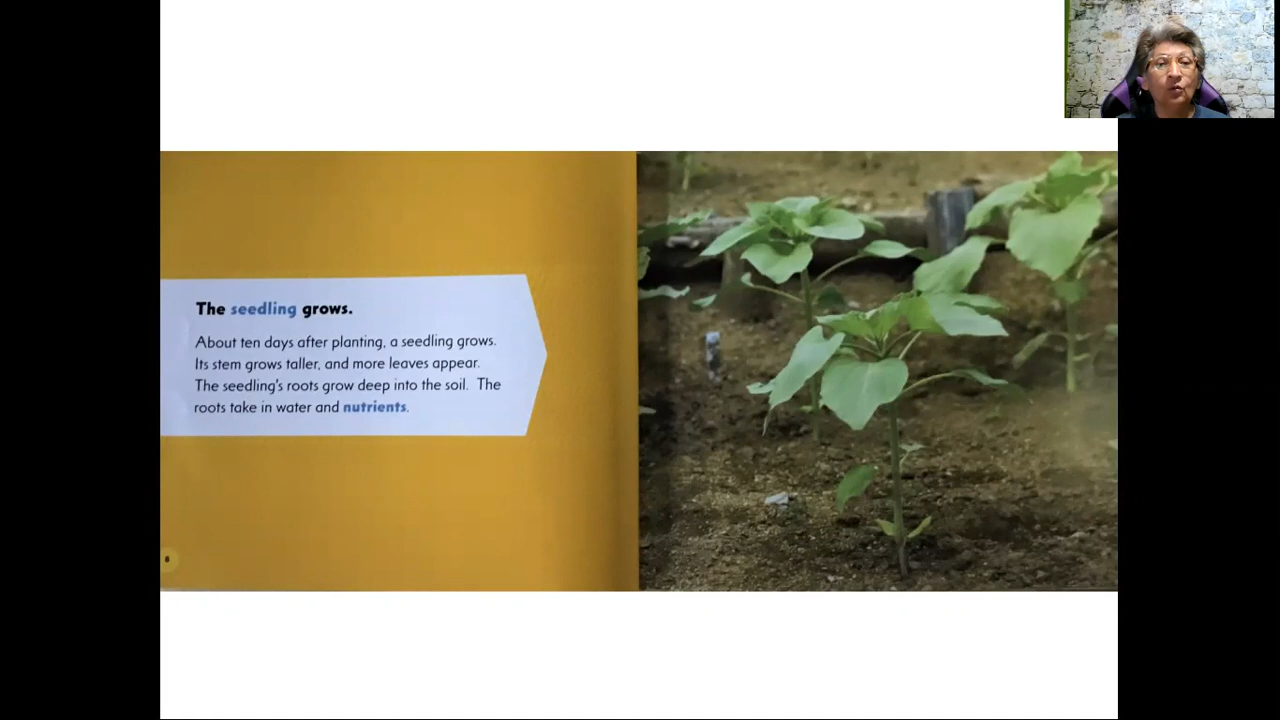 The seedling grows.
About ten days after planting, a seedling grows.
Its stem grows taller, and more leaves appear.
The seedling's roots grow deep into the soil. The
roots take in water and nutrients.
6